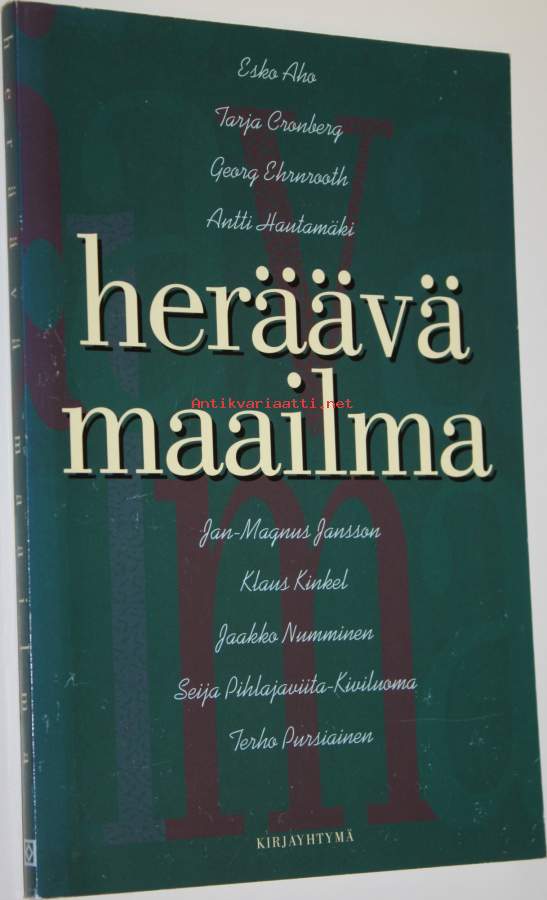 Esko Aho
Tarja Cronberg
Georg Ehrnrooth
Antti Hautamäki
heräävä
Antikvariaatti.net
maailma
Jan-Magnus Jansson
Klaus Kinkel
Jaakko Numminen
Seija Pihlajaviita-Kiviluoma
Terho Pursiainen
KIRJAYHTYMÄ
heräävä maailma